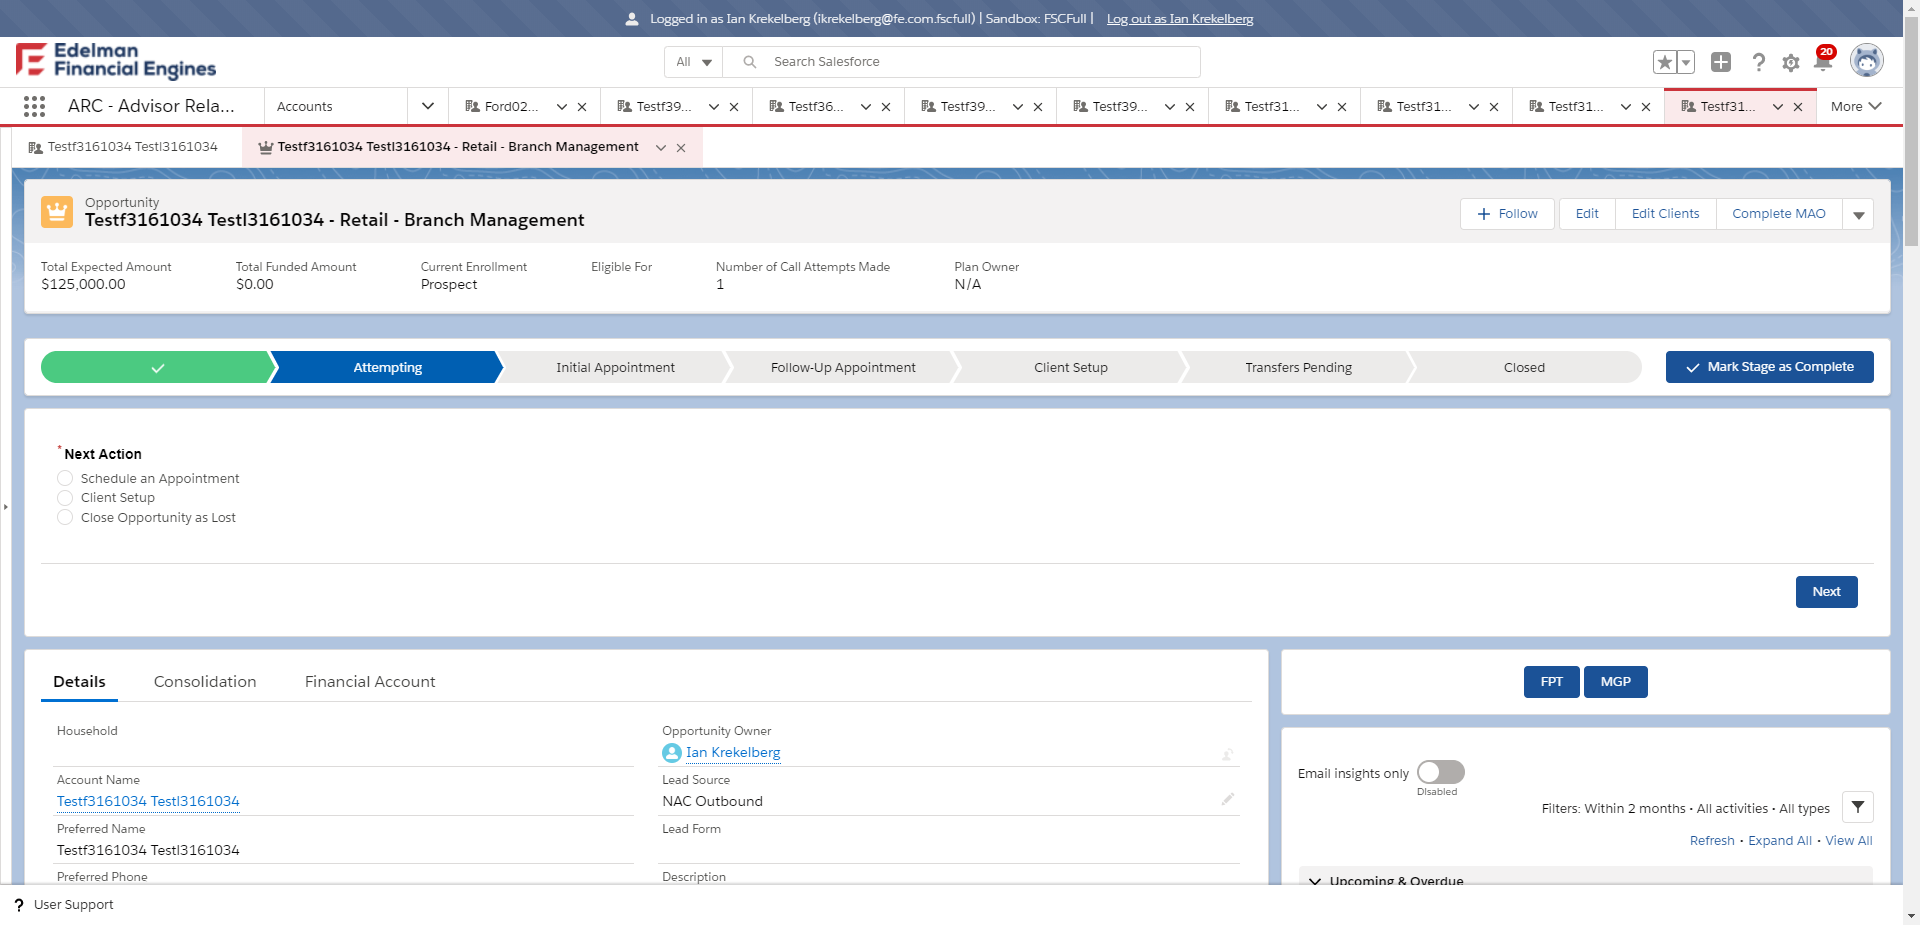 Logged in as Ian Krekelberg (ikrekelberg@fe.com.fscfull) | Sandbox: FSCFull | Log out as Ian Krekelberg
Edelman
Financial Engines
All
Search Salesforce
20
ARC - Advisor Rela...
Accounts
Ford02...
Testf39...
Testf36...
Testf39...
Testf39...
Testf31...
Testf31...
Testf31...
Testf31...
More
Testf3161034 Testl3161034
Testf3161034 Testl3161034 - Retail - Branch Management
Opportunity
Testf3161034 Testl3161034 - Retail - Branch Management
Follow
Edit
Edit Clients
Complete MAO
Total Expected Amount
$125,000.00
Total Funded Amount
$0.00
Current Enrollment
Prospect
Eligible For
Number of Call Attempts Made
1
Plan Owner
N/A
Attempting
Initial Appointment
Follow-Up Appointment
Client Setup
Transfers Pending
Closed
Mark Stage as Complete
* Next Action
Schedule an Appointment
Client Setup
Close Opportunity as Lost
Next
Details
Consolidation
Financial Account
Household
Opportunity Owner
Ian Krekelberg
Account Name
Testf3161034 Testl3161034
Lead Source
NAC Outbound
Preferred Name
Testf3161034 Testl3161034
Lead Form
Preferred Phone
Description
FPT
MGP
Email insights only
Disabled
Filters: Within 2 months • All activities • All types
Refresh • Expand All • View All
Upcoming & Overdue
? User Support